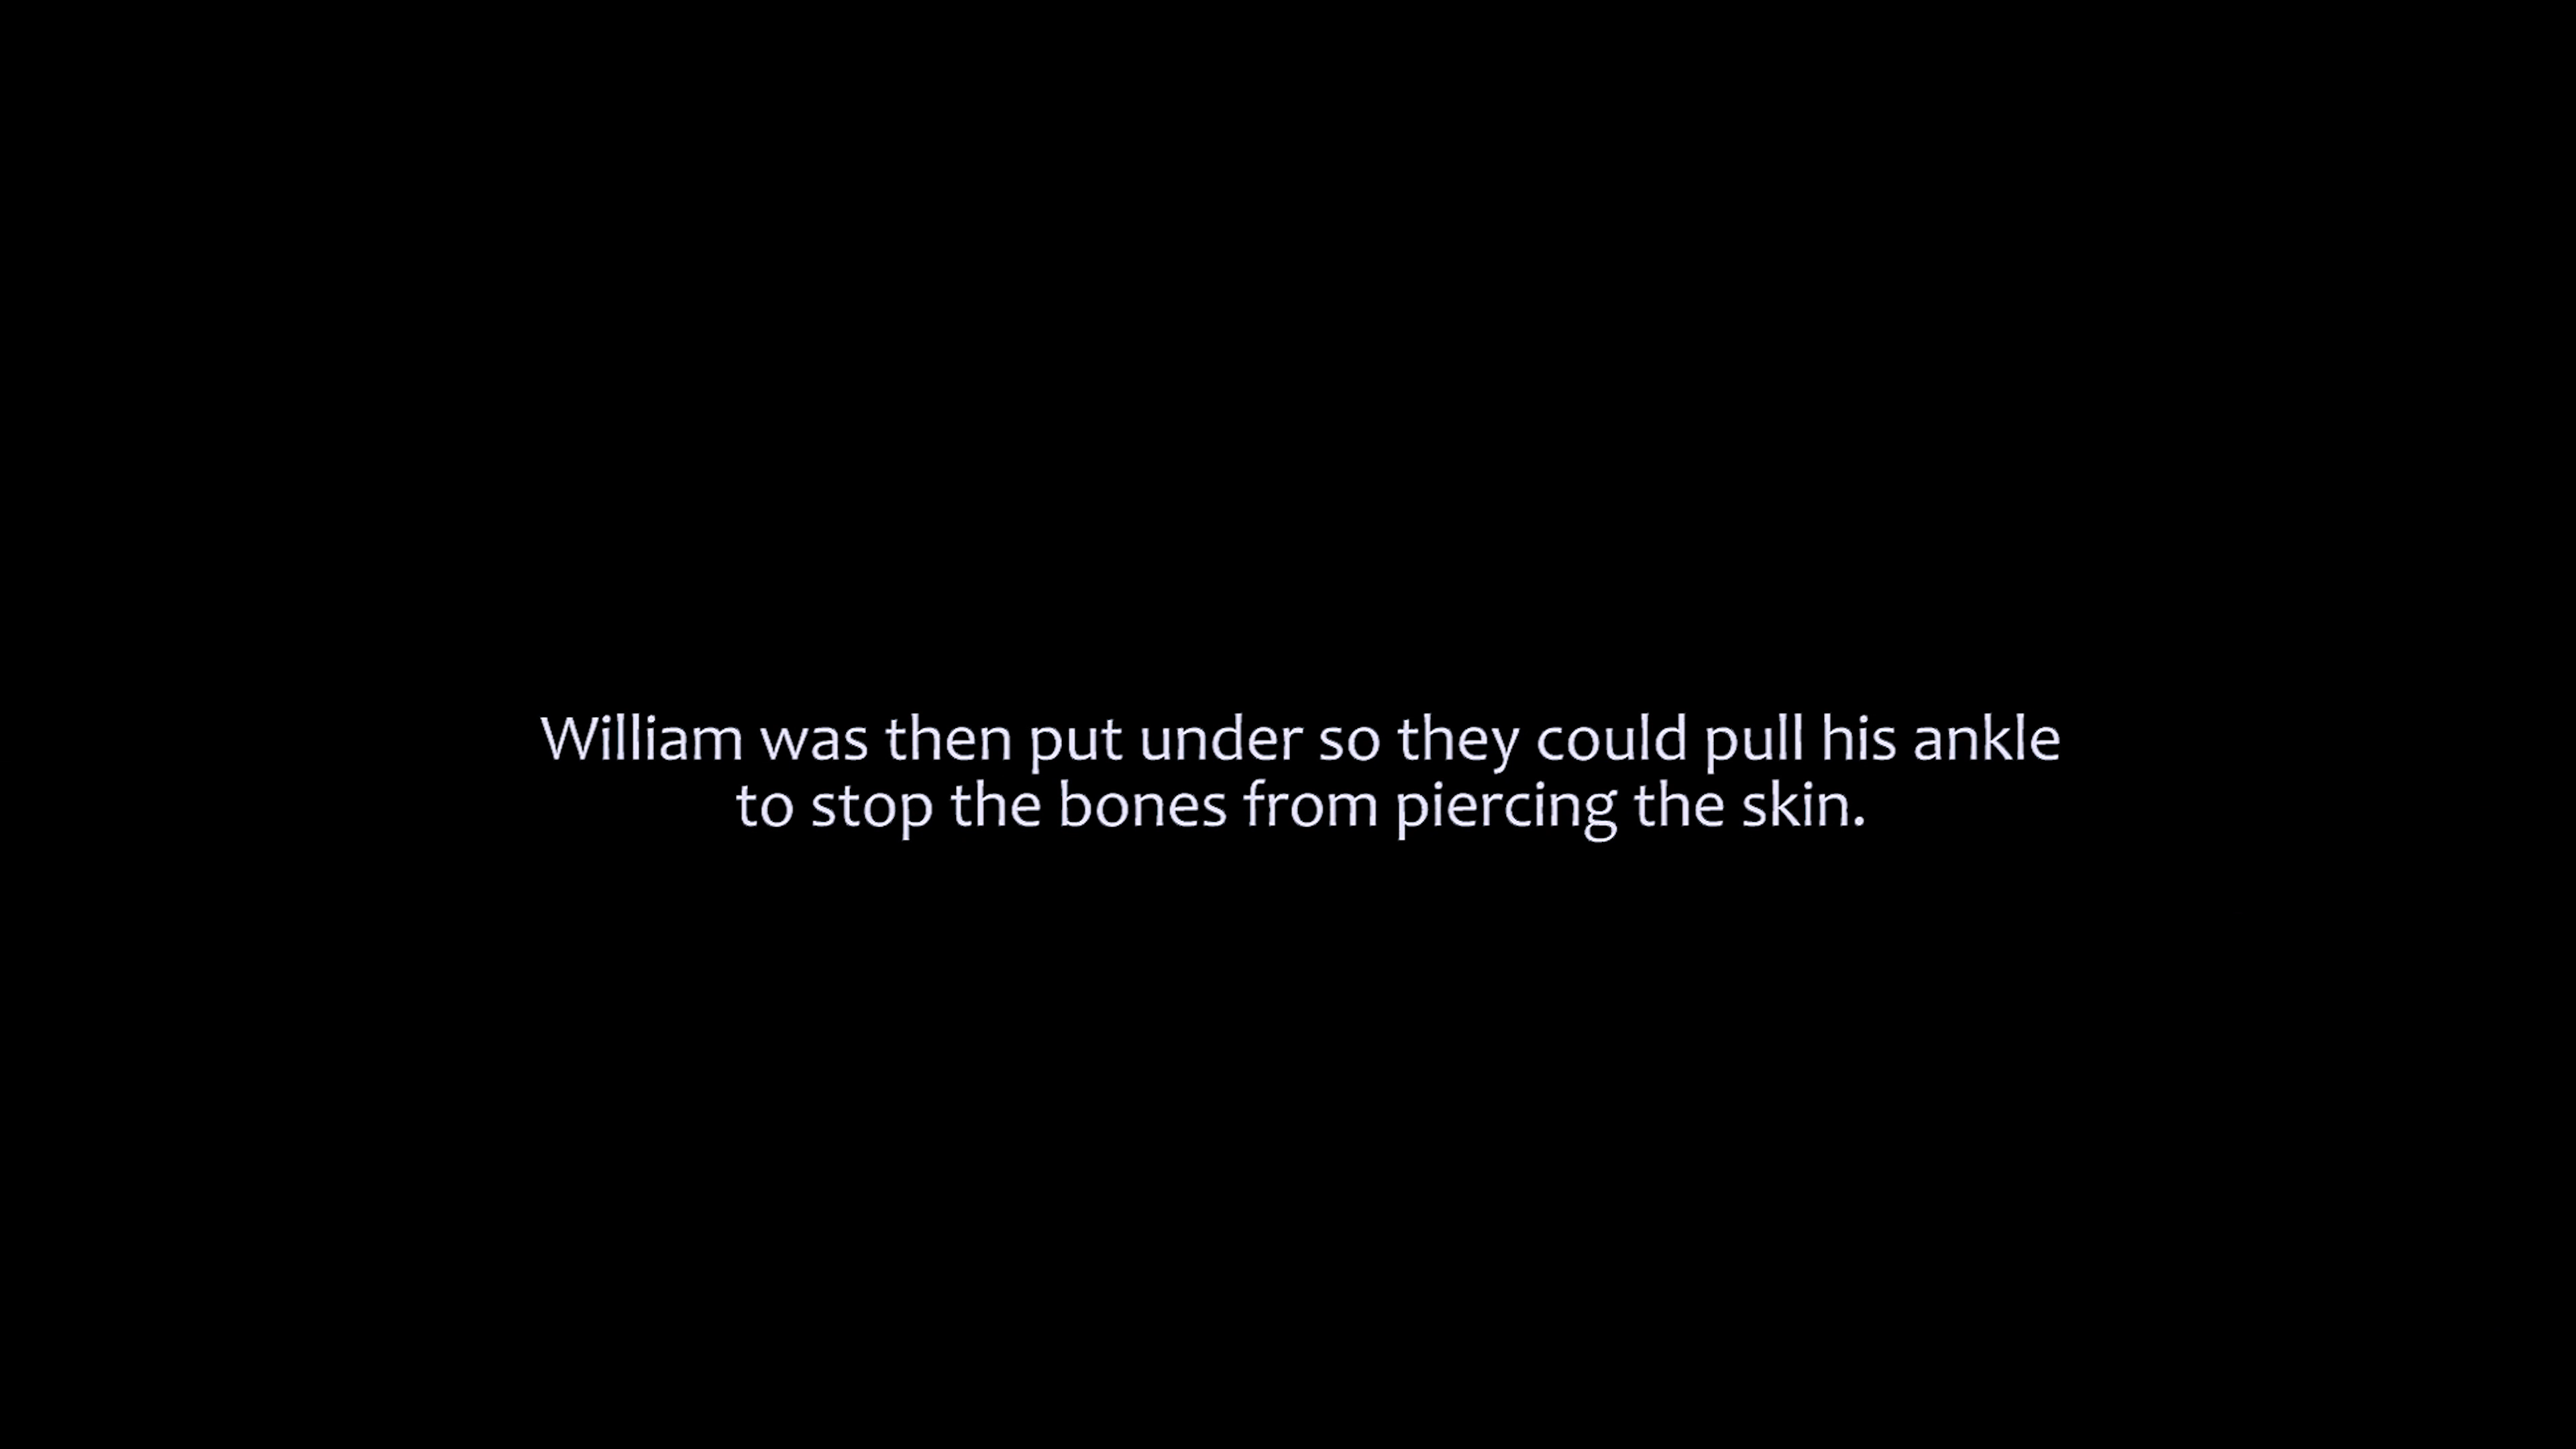 William was then put under so they could pull his ankle
to stop the bones from piercing the skin.